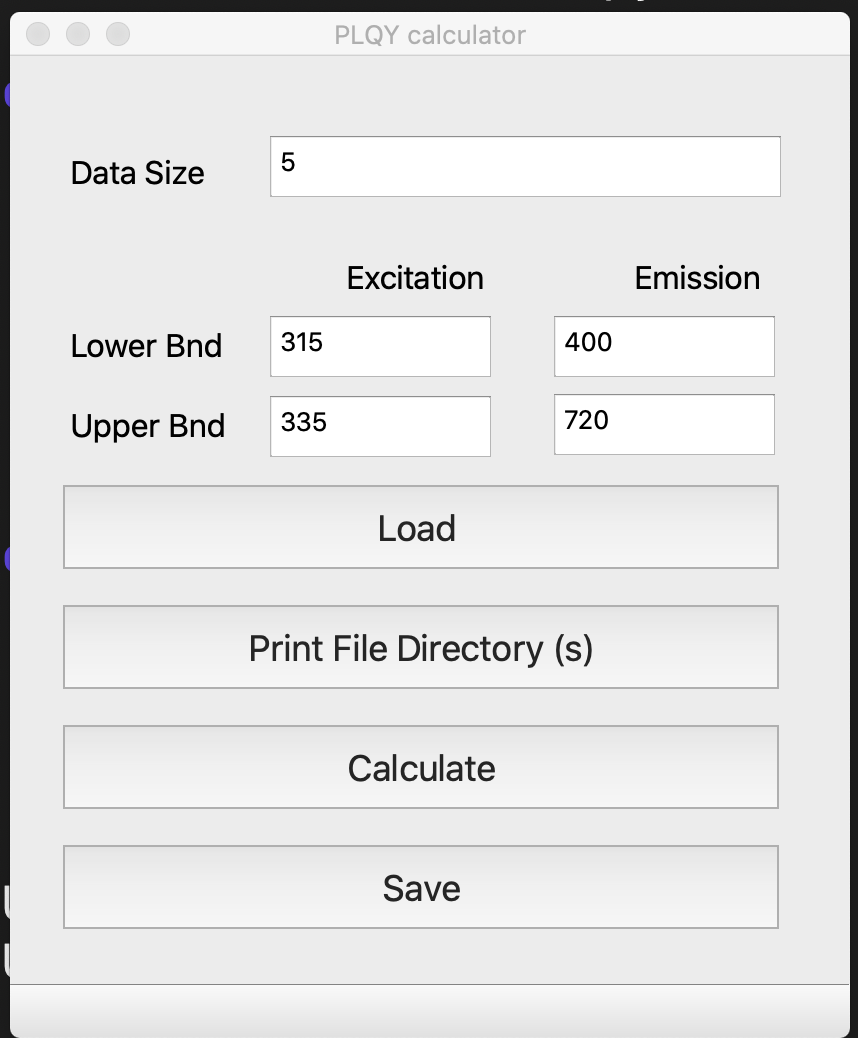 PLQY calculator
Data Size 5
Excitation Emission
Lower Bnd 315 400
Upper Bnd 335 720
Load
Print File Directory (s)
Calculate
Save